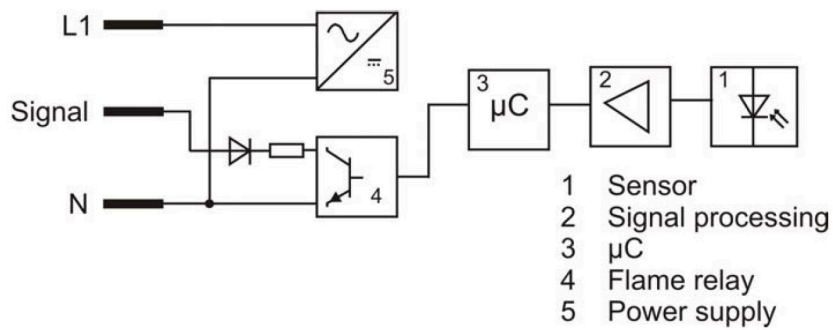 L1
5
3
µC
2
1
Signal
4
N
1 Sensor
2 Signal processing
3 µC
4 Flame relay
5 Power supply